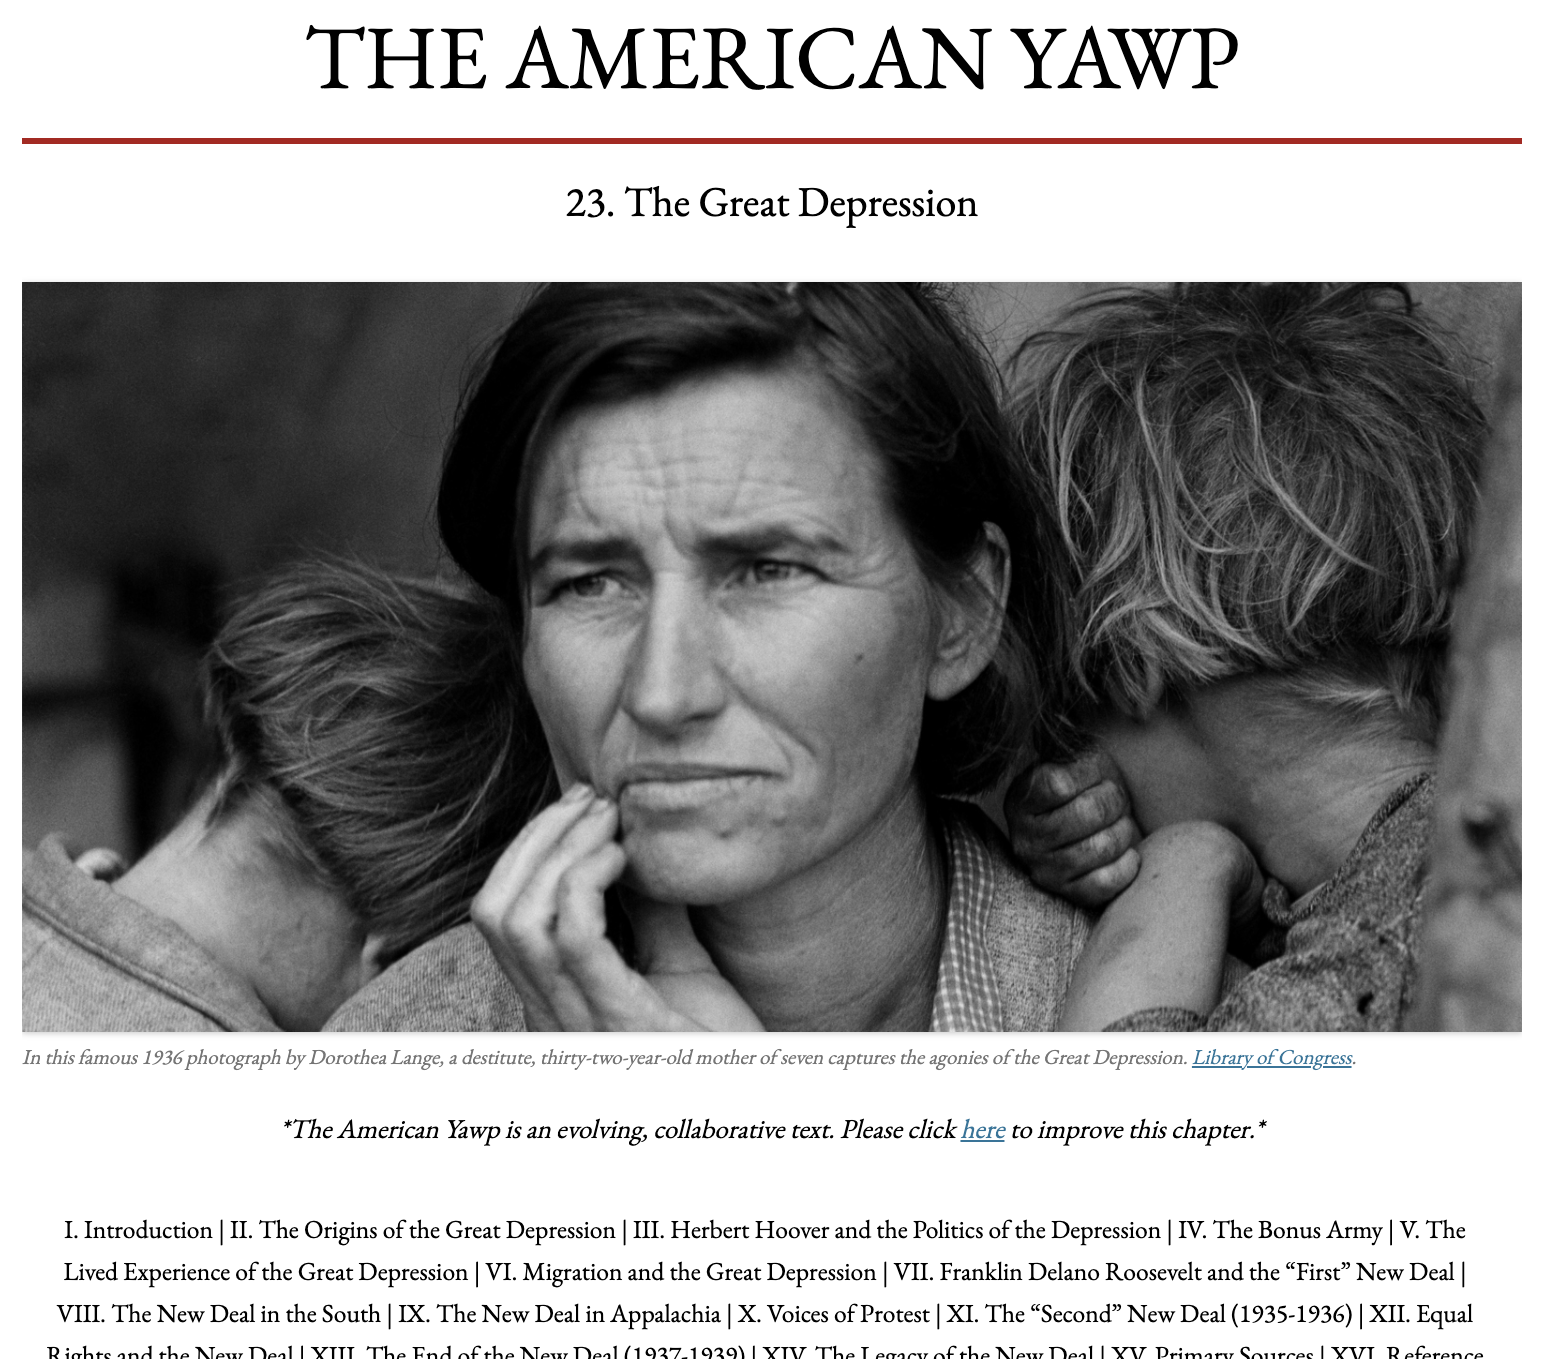 THE AMERICAN YAWP
23. The Great Depression
In this famous 1936 photograph by Dorothea Lange, a destitute, thirty-two-year-old mother of seven captures the agonies of the Great Depression. Library of Congress.
*The American Yawp is an evolving, collaborative text. Please click here to improve this chapter.*
I. Introduction | II. The Origins of the Great Depression | III. Herbert Hoover and the Politics of the Depression | IV. The Bonus Army | V. The
Lived Experience of the Great Depression | VI. Migration and the Great Depression | VII. Franklin Delano Roosevelt and the “First” New Deal |
VIII. The New Deal in the South | IX. The New Deal in Appalachia | X. Voices of Protest | XI. The “Second” New Deal (1935-1936) | XII. Equal
Rights and the New Deal | XIII. The End of the New Deal (1937-1939) | XIV. The Legacy of the New Deal | XV. Primary Sources | XVI. Reference